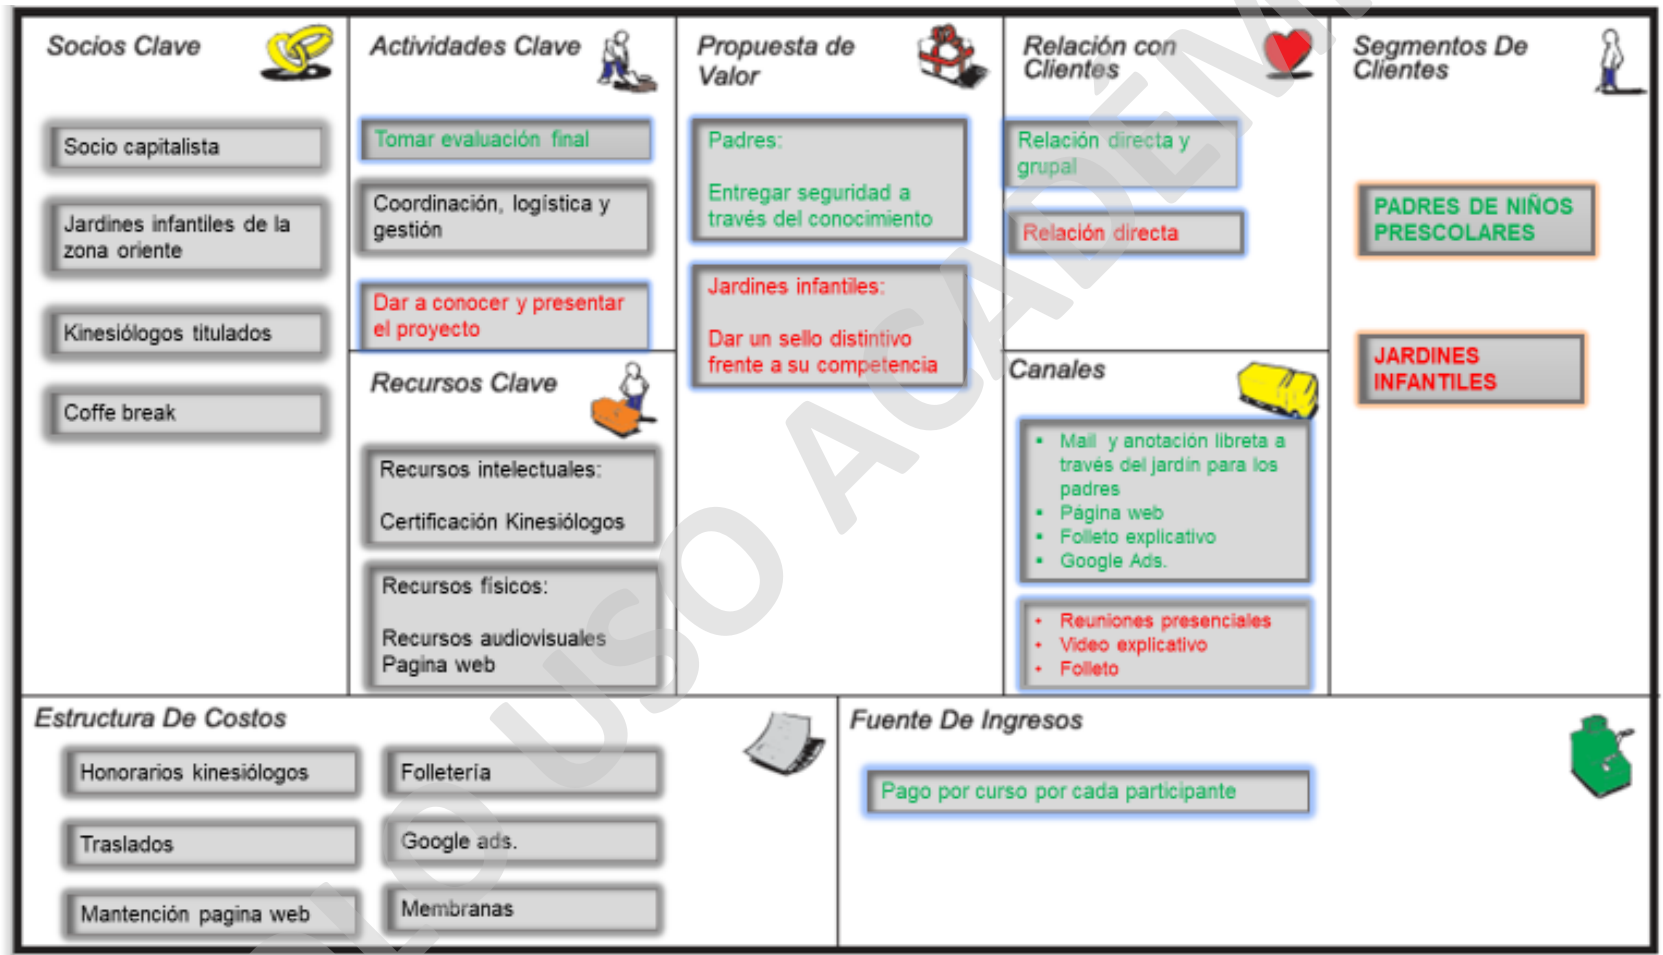 Socios Clave
Socio capitalista
Jardines infantiles de la
zona oriente
Kinesiólogos titulados
Coffe break
Actividades Clave
Tomar evaluación final
Coordinación, logística y
gestión
Dar a conocer y presentar
el proyecto
Recursos Clave
Recursos intelectuales:
Certificación Kinesiólogos
Recursos físicos:
Recursos audiovisuales
Pagina web
Propuesta de
Valor
Padres:
Entregar seguridad a
través del conocimiento
Jardines infantiles:
Dar un sello distintivo
frente a su competencia
Relación con
Clientes
Relación directa y
grupal
Relación directa
Canales
▪ Mail y anotación libreta a
través del jardín para los
padres
▪ Página web
▪ Folleto explicativo
▪ Google Ads.
• Reuniones presenciales
• Video explicativo
• Folleto
Segmentos De
Clientes
PADRES DE NIÑOS
PRESCOLARES
JARDINES
INFANTILES
Estructura De Costos
Honorarios kinesiólogos
Traslados
Mantención pagina web
Folletería
Google ads.
Membranas
Fuente De Ingresos
Pago por curso por cada participante
LO USO ACADÉM